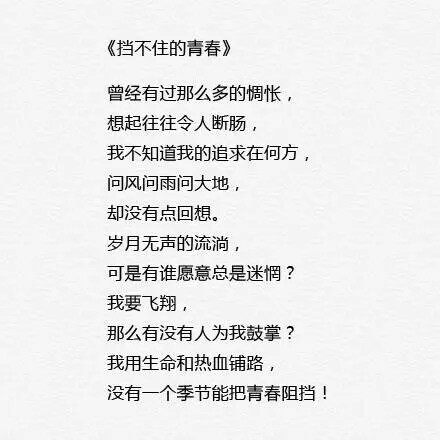 《挡不住的青春》
曾经有过那么多的惆怅，
想起往往令人断肠，
我不知道我的追求在何方，
问风问雨问大地，
却没有点回想。
岁月无声的流淌，
可是有谁愿意总是迷惘？
我要飞翔，
那么有没有人为我鼓掌？
我用生命和热血铺路，
没有一个季节能把青春阻挡！